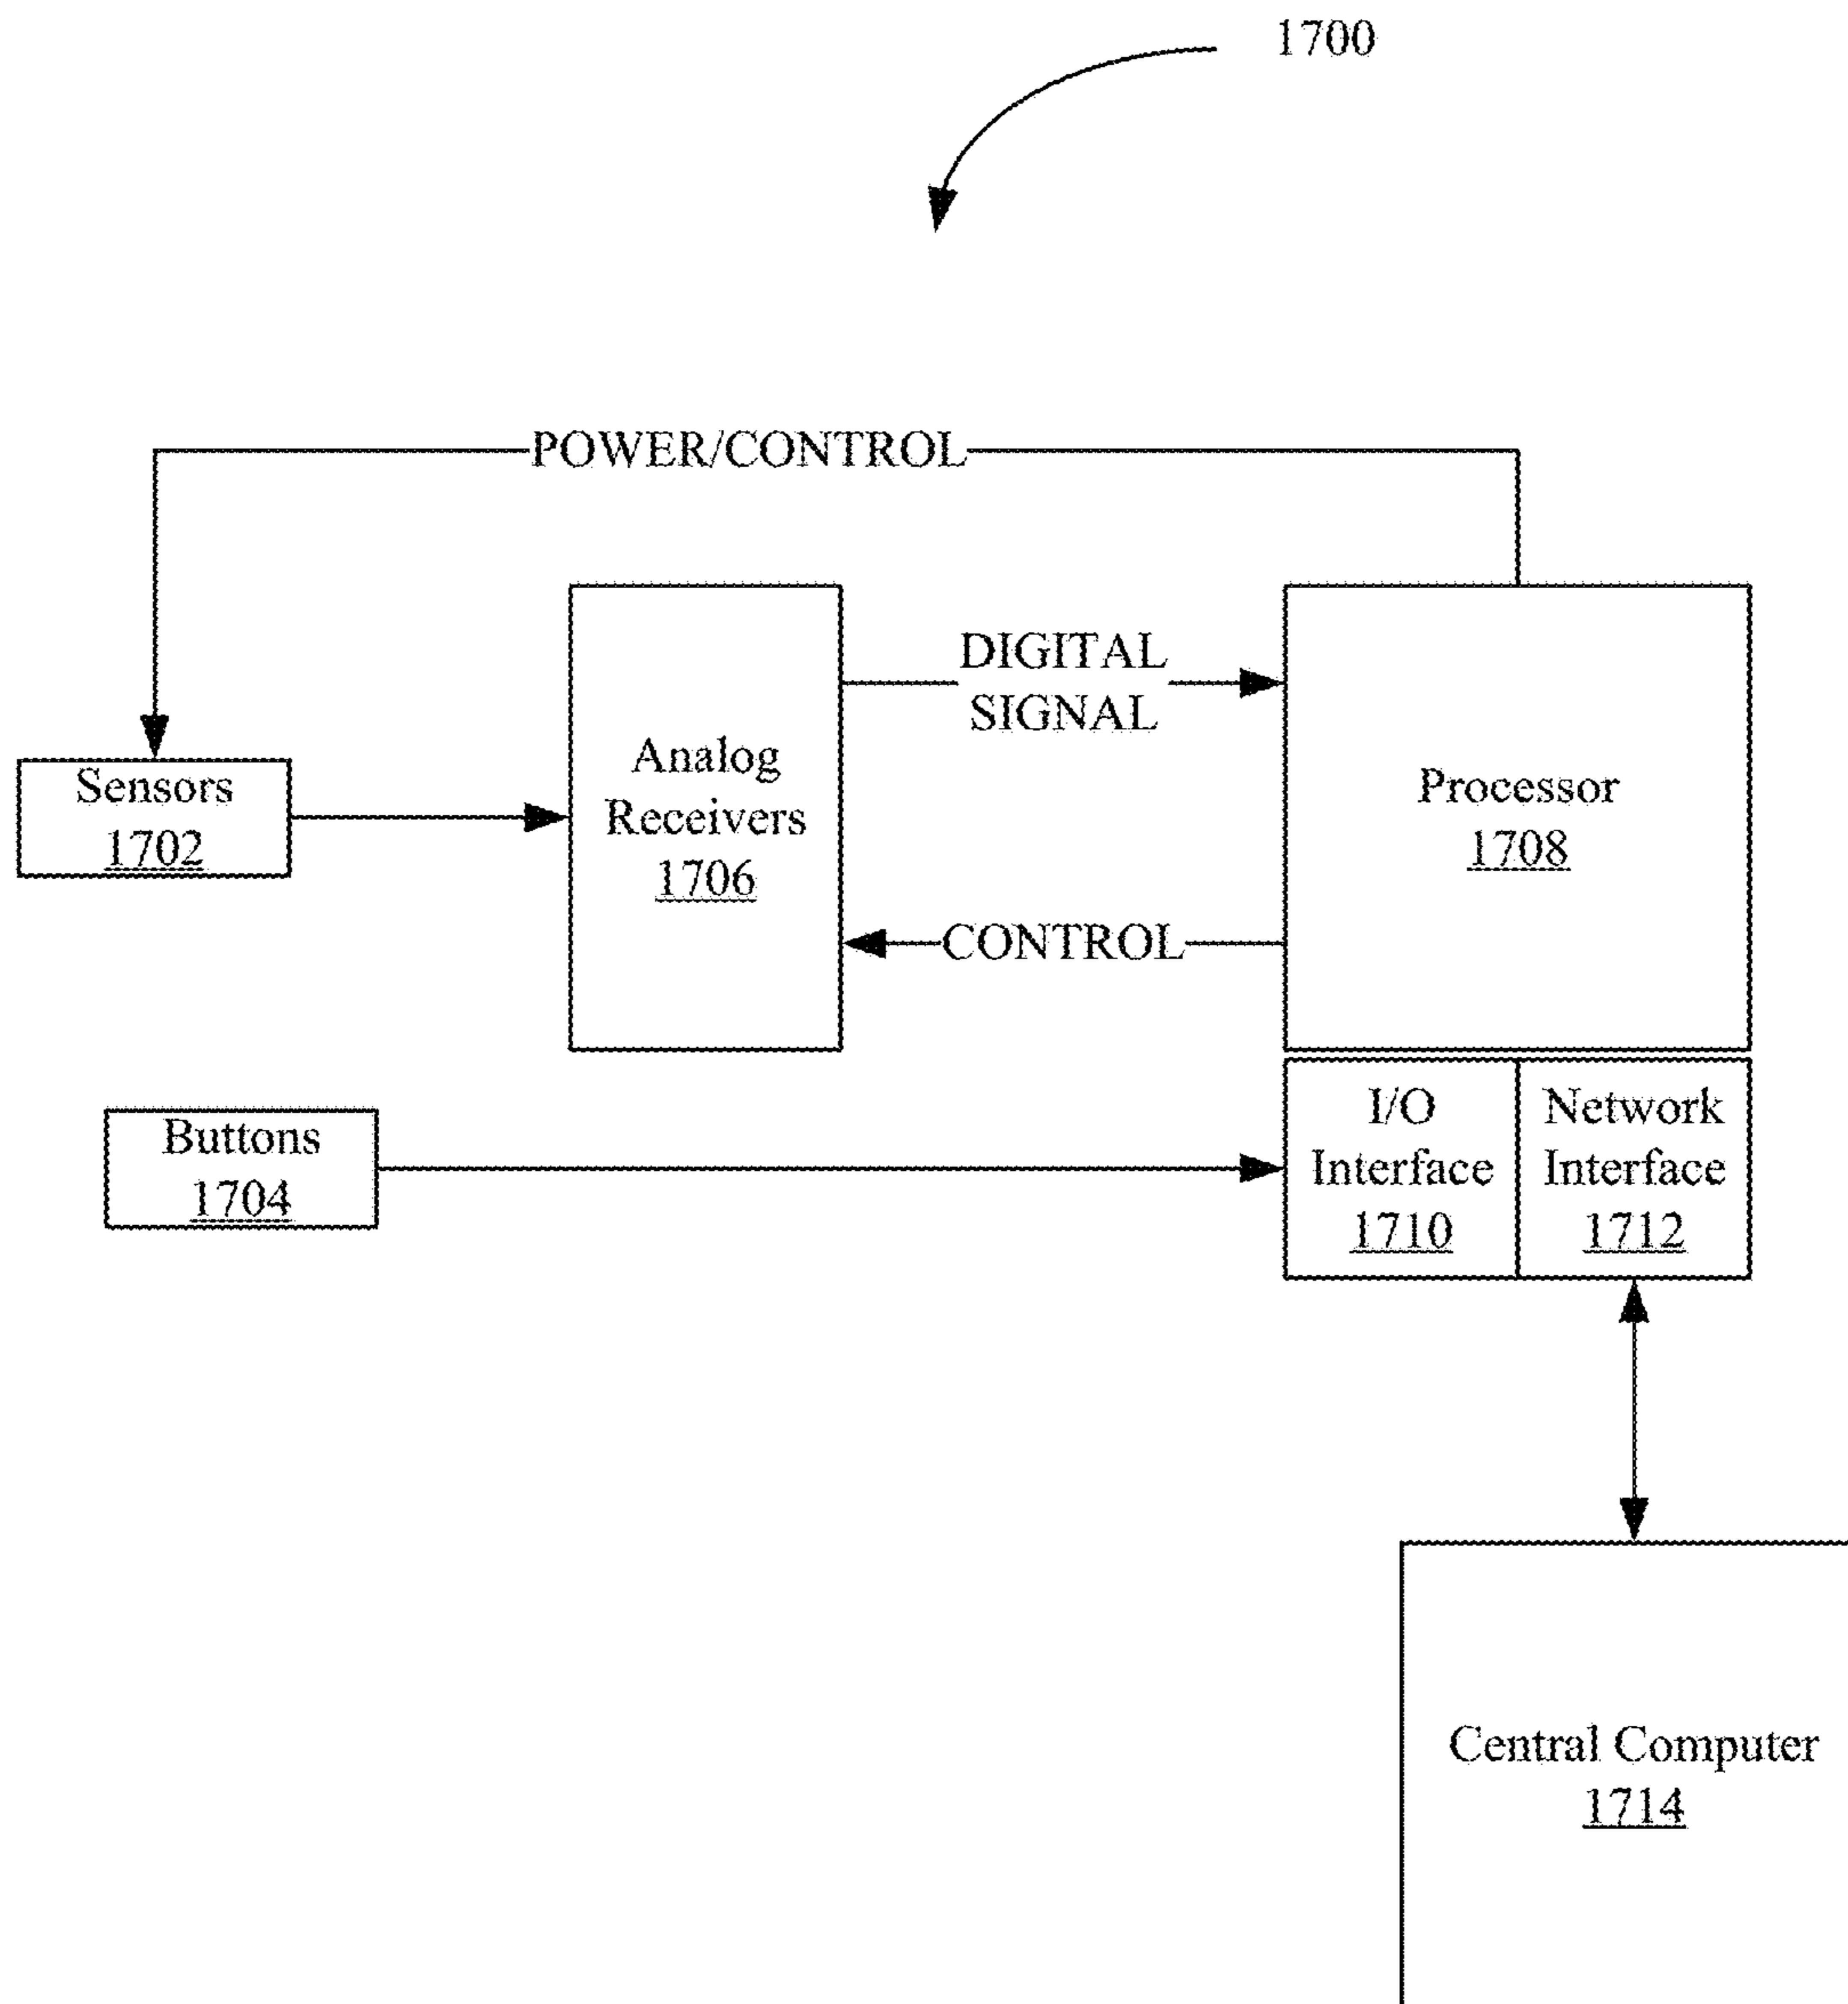 1700
POWER/CONTROL
DIGITAL
SIGNAL
Analog
Receivers
1706
Processor
1708
Sensors
1702
CONTROL
Buttons
1704
I/O
Interface
1710
Network
Interface
1712
Central Computer
1714